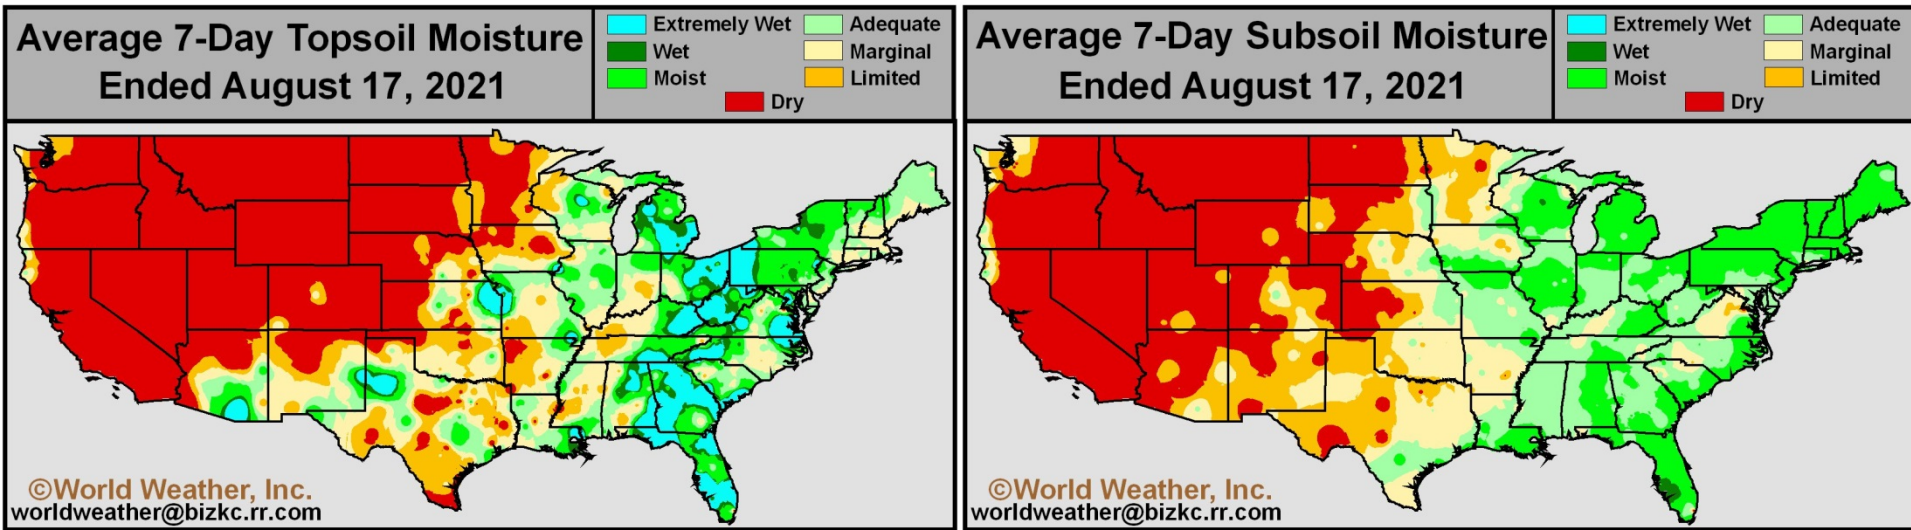 Average 7-Day Topsoil Moisture
Ended August 17, 2021
Extremely Wet
Adequate
Wet
Marginal
Moist
Limited
Dry
©World Weather, Inc.
worldweather@bizkc.rr.com
Average 7-Day Subsoil Moisture
Ended August 17, 2021
Extremely Wet
Adequate
Wet
Marginal
Moist
Limited
Dry
©World Weather, Inc.
worldweather@bizkc.rr.com